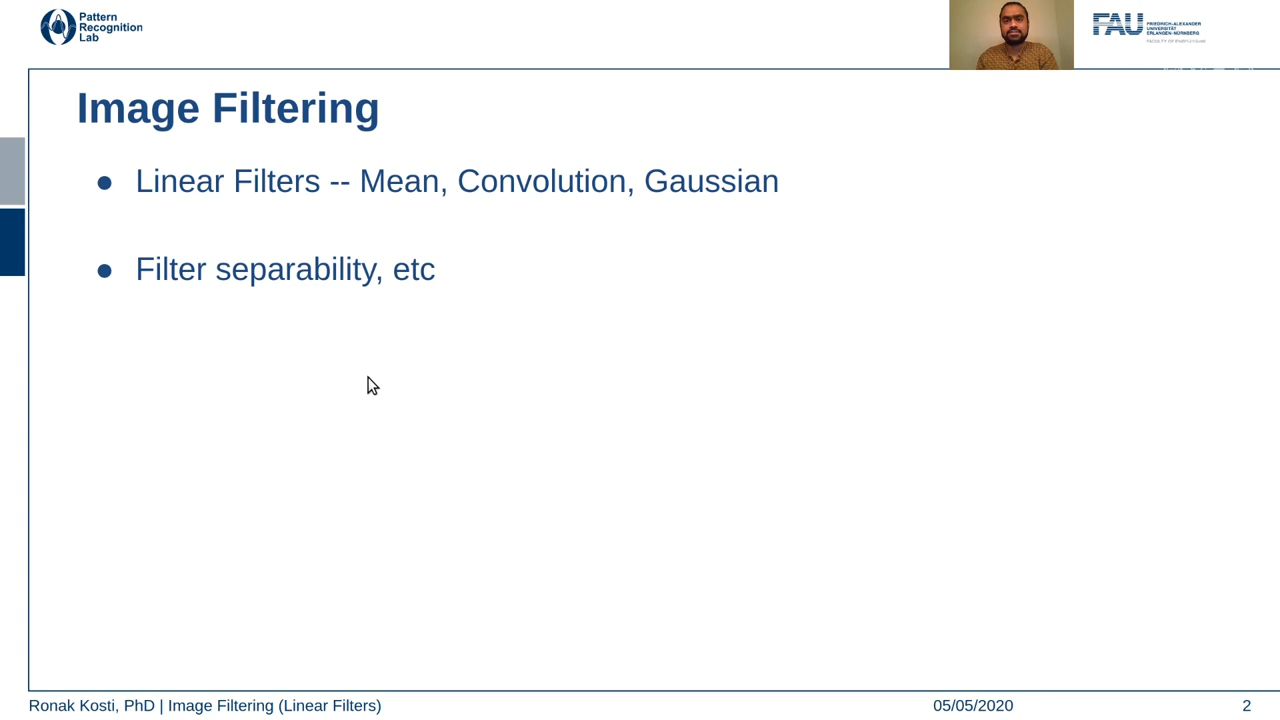 Pattern
Recognition
Lab
FAU
FRIEDRICH-ALEXANDER
UNIVERSITÄT
ERLANGEN-NÜRNBERG
Image Filtering
● Linear Filters -- Mean, Convolution, Gaussian
● Filter separability, etc
Ronak Kosti, PhD | Image Filtering (Linear Filters)
05/05/2020
2